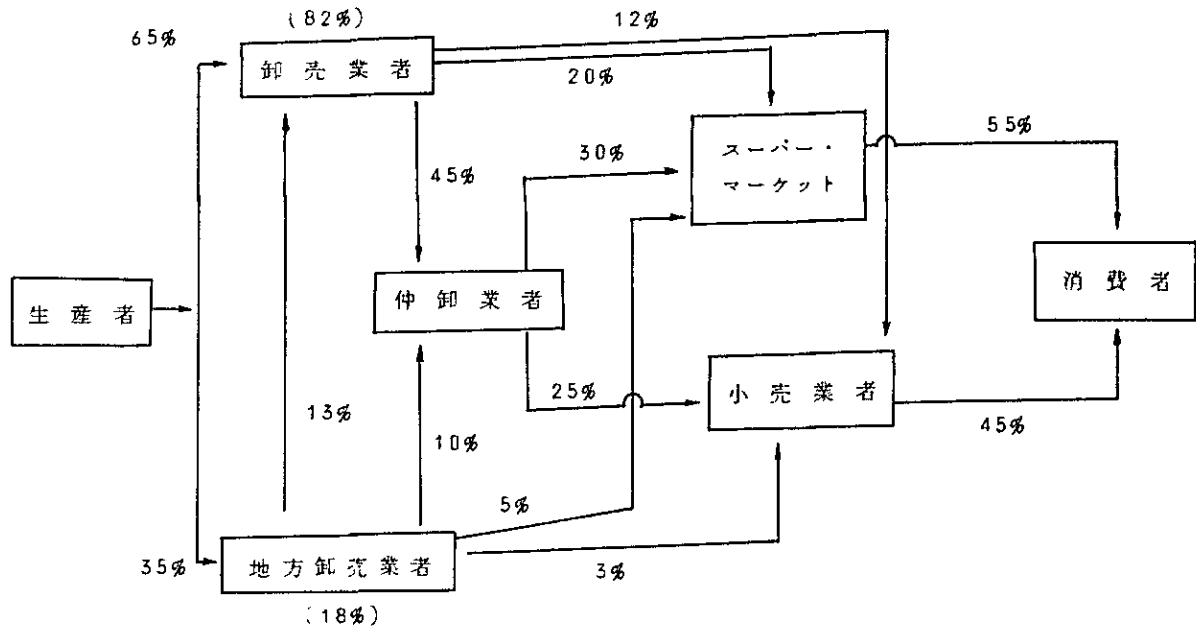 (82%)
12%
65%
卸売業者
20%
スーパー・
マーケット
55%
30%
45%
生産者
仲卸業者
消費者
25%
小売業者
13%
10%
45%
5%
35%
地方卸売業者
3%
(18%)